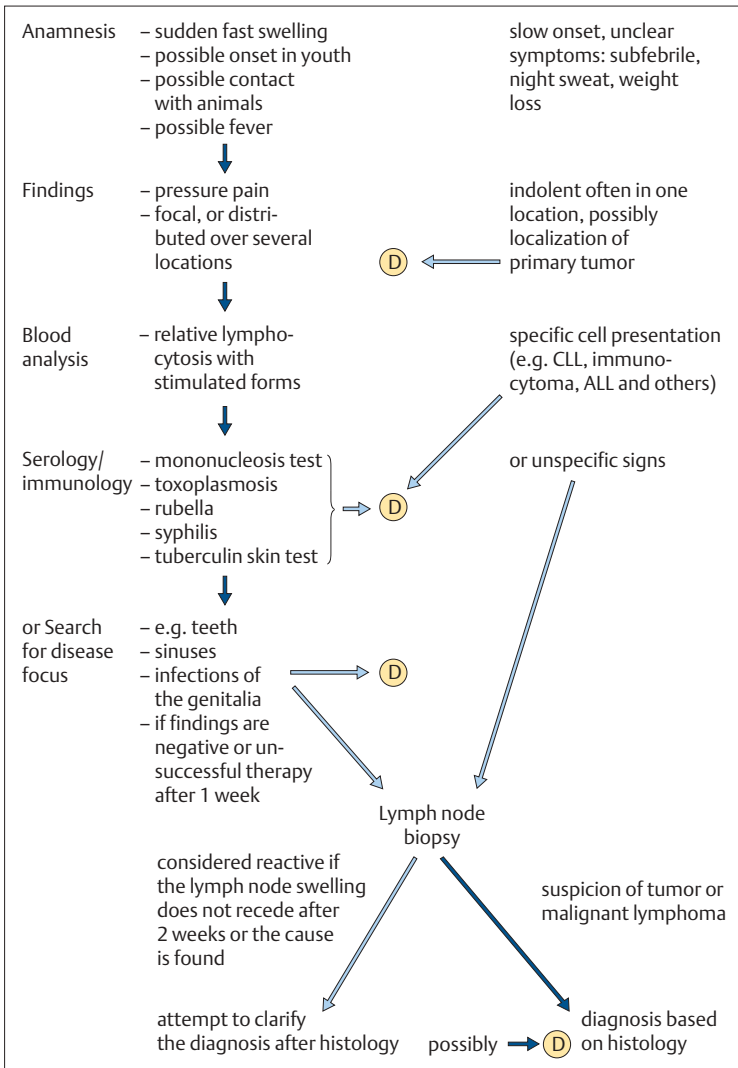 Anamnesis
– sudden fast swelling
– possible onset in youth
– possible contact
with animals
– possible fever
slow onset, unclear
symptoms: subfebrile,
night sweat, weight
loss
Findings
– pressure pain
– focal, or distri-
buted over several
locations
D
indolent often in one
location, possibly
localization of
primary tumor
Blood
analysis
– relative lympho-
cytosis with
stimulated forms
specific cell presentation
(e.g. CLL, immuno-
cytoma, ALL and others)
Serology/
immunology
– mononucleosis test
– toxoplasmosis
– rubella
– syphilis
– tuberculin skin test
D
or unspecific signs
or Search
for disease
focus
– e.g. teeth
– sinuses
– infections of
the genitalia
– if findings are
negative or un-
successful therapy
after 1 week
D
Lymph node
biopsy
considered reactive if
the lymph node swelling
does not recede after
2 weeks or the cause
is found
suspicion of tumor or
malignant lymphoma
attempt to clarify
the diagnosis after histology
possibly
D
diagnosis based
on histology